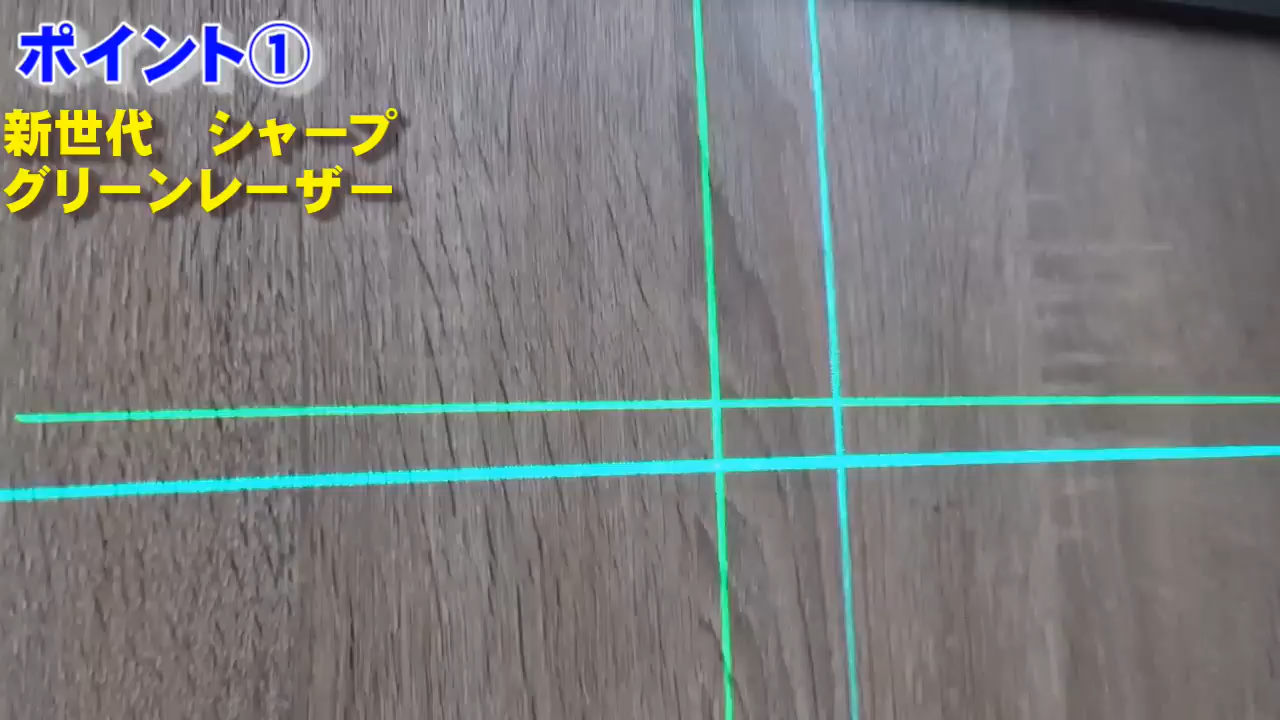 ポイント①
新世代　シャープ
グリーンレーザー